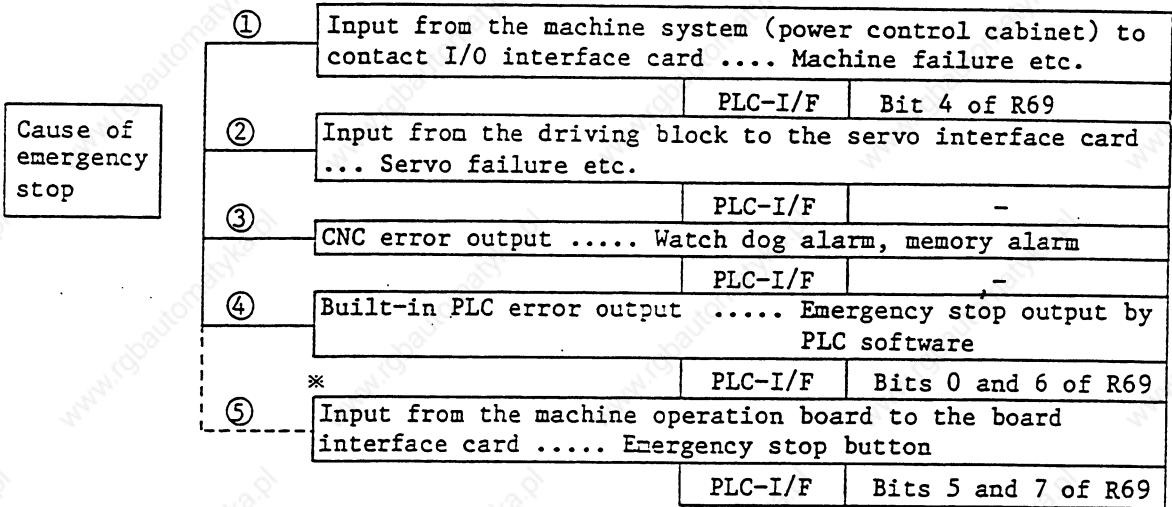 ① Input from the machine system (power control cabinet) to
contact I/O interface card .... Machine failure etc.
PLC-I/F Bit 4 of R69
Cause of
emergency
stop
② Input from the driving block to the servo interface card
... Servo failure etc.
PLC-I/F –
③ CNC error output ..... Watch dog alarm, memory alarm
PLC-I/F –
④ Built-in PLC error output ..... Emergency stop output by
PLC software
※ PLC-I/F Bits 0 and 6 of R69
⑤ Input from the machine operation board to the board
interface card ..... Emergency stop button
PLC-I/F Bits 5 and 7 of R69
www.rgbautomatyka.pl